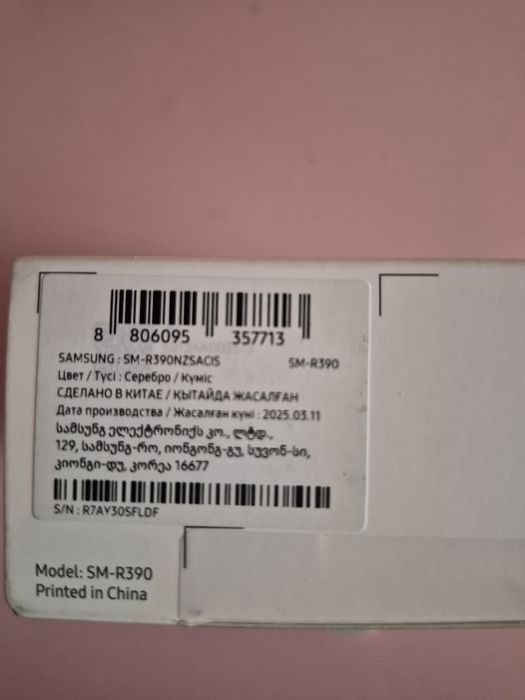 8 806095 357713
SAMSUNG : SM-R390NZSACIS SM-R390
Цвет / Түсі : Серебро / Күміс
СДЕЛАНО В КИТАЕ / ҚЫТАЙДА ЖАСАЛҒАН
Дата производства / Жасалған күні : 2025.03.11
სამსუნგ ელექტრონიქს კო., ლტდ.,
129, სამსუნგ-რო, იონგონგ-გუ, სუვონ-სი,
კიონგი-დუ, კორეა 16677
S/N : R7AY30SFLDF
Model: SM-R390
Printed in China